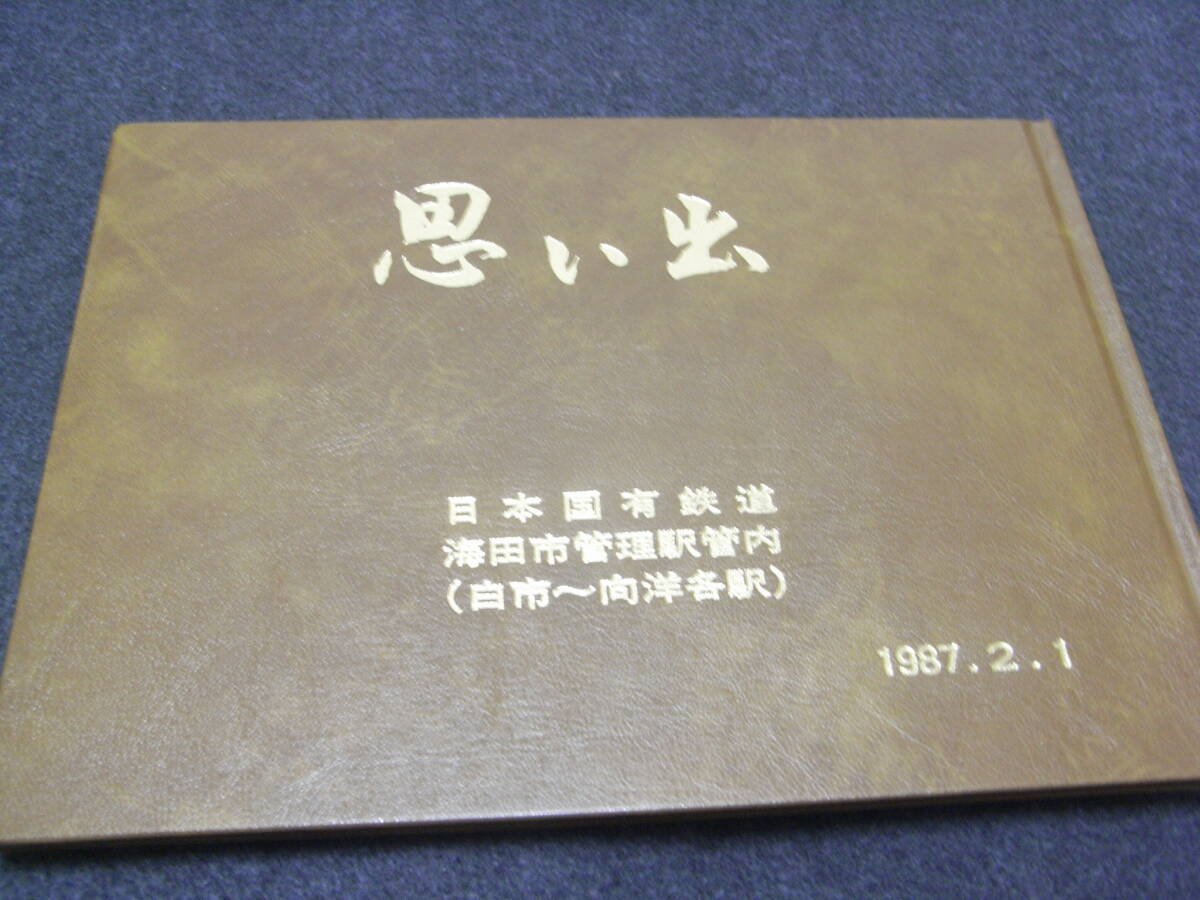 思い出
日本国有鉄道
海田市管理駅管内
（白市〜向洋各駅）
1987.2.1